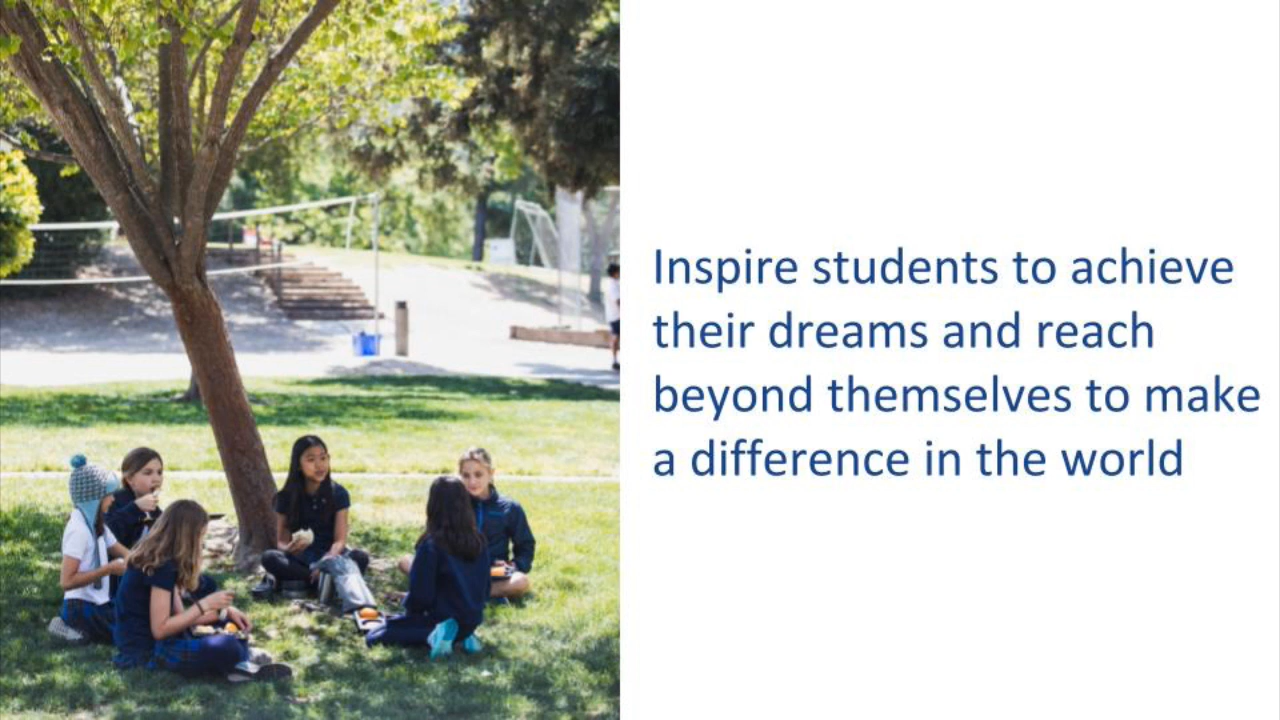 Inspire students to achieve
their dreams and reach
beyond themselves to make
a difference in the world